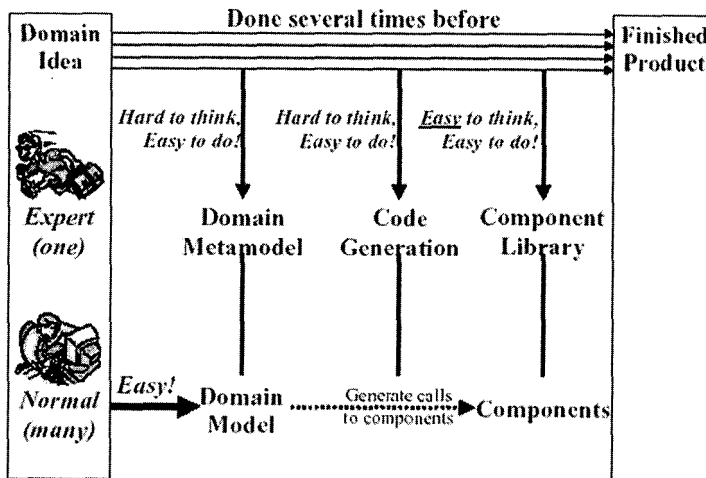 Done several times before
Domain
Idea
Finished
Product
Hard to think,
Easy to do!
Hard to think,
Easy to do!
Easy to think,
Easy to do!
Expert
(one)
Domain
Metamodel
Code
Generation
Component
Library
Normal
(many)
Easy!
Domain
Model
Generate calls
to components
Components